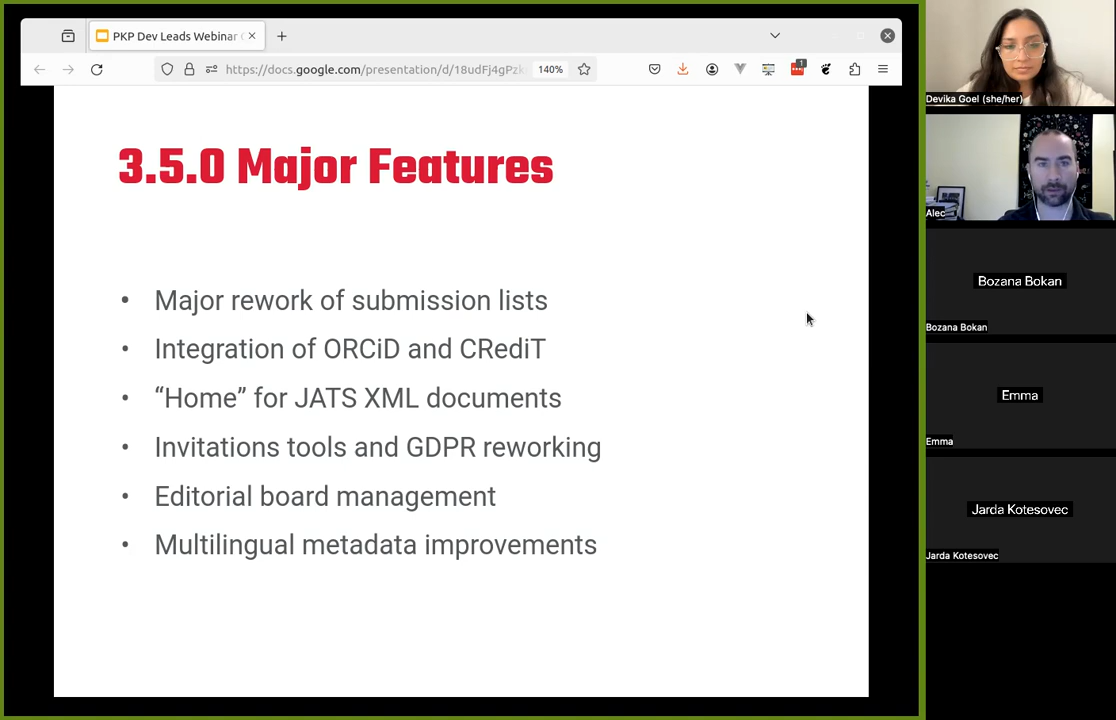 PKP Dev Leads Webinar
https://docs.google.com/presentation/d/18udFj4gPzk
140%
1
3.5.0 Major Features
• Major rework of submission lists
• Integration of ORCiD and CRediT
• “Home” for JATS XML documents
• Invitations tools and GDPR reworking
• Editorial board management
• Multilingual metadata improvements
Devika Goel (she/her)
Alec
Bozana Bokan
Bozana Bokan
Emma
Emma
Jarda Kotesovec
Jarda Kotesovec